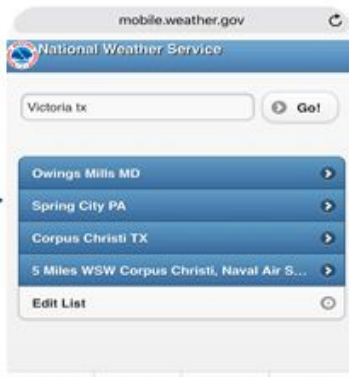 mobile.weather.gov
National Weather Service
Victoria tx
Go!
Owings Mills MD
Spring City PA
Corpus Christi TX
5 Miles WSW Corpus Christi, Naval Air S...
Edit List